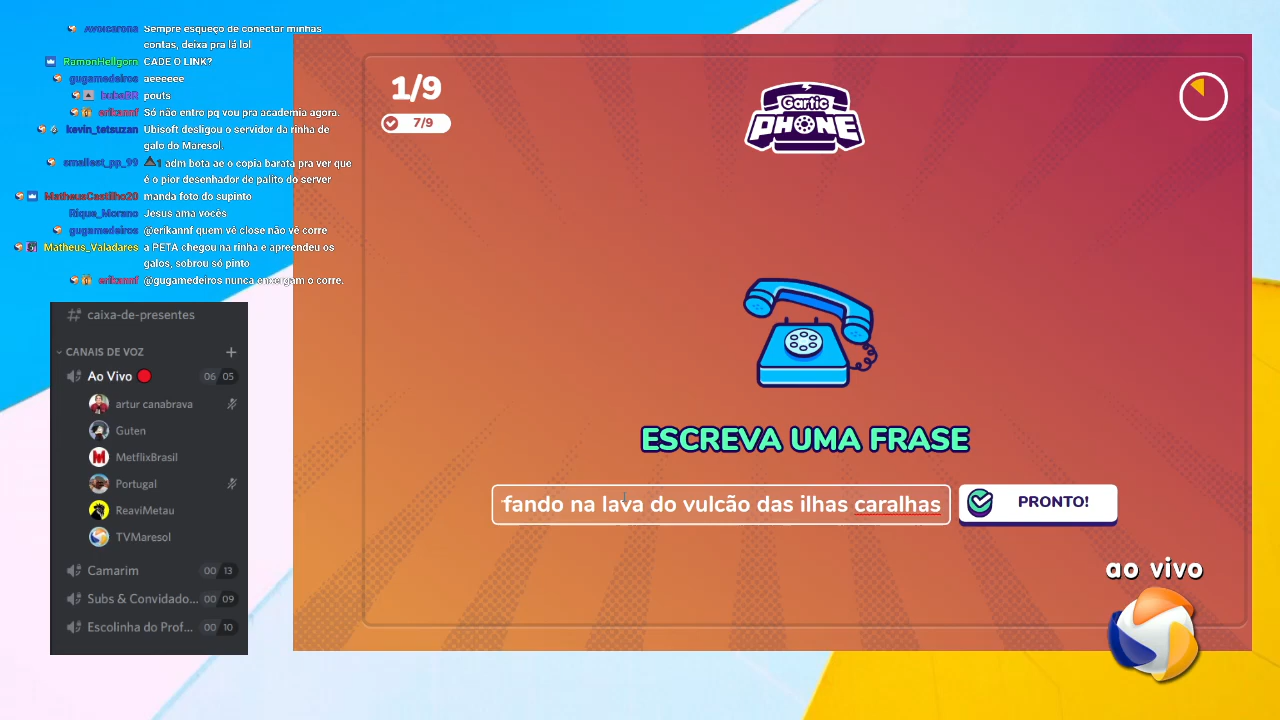 Avoicarona Sempre esqueço de conectar minhas
contas, deixa pra lá lol
RamonHellgorn CADE O LINK?
gugamedeiros aeeeeee
bubaBR pouts
erikannf Só não entro pq vou pra academia agora.
kevin_tetsuzan Ubisoft desligou o servidor da rinha de
galo do Maresol.
smallest_pp_99 1 adm bota ae o copia barata pra ver que
é o pior desenhador de palito do server
MatheusCastilho20 manda foto do supinto
Rique_Morano Jesus ama vocês
gugamedeiros @erikannf quem vê close não vê corre
Matheus_Valadares a PETA chegou na rinha e apreendeu os
galos, sobrou só pinto
erikannf @gugamedeiros nunca enxergam o corre.
caixa-de-presentes
CANAIS DE VOZ
Ao Vivo 06 05
artur canabrava
Guten
MetflixBrasil
Portugal
ReaviMetau
TVMaresol
Camarim 00 13
Subs & Convidado... 00 09
Escolinha do Prof... 00 10
1/9
7/9
Gartic
PHONE
ESCREVA UMA FRASE
fando na lava do vulcão das ilhas caralhas
PRONTO!
ao vivo